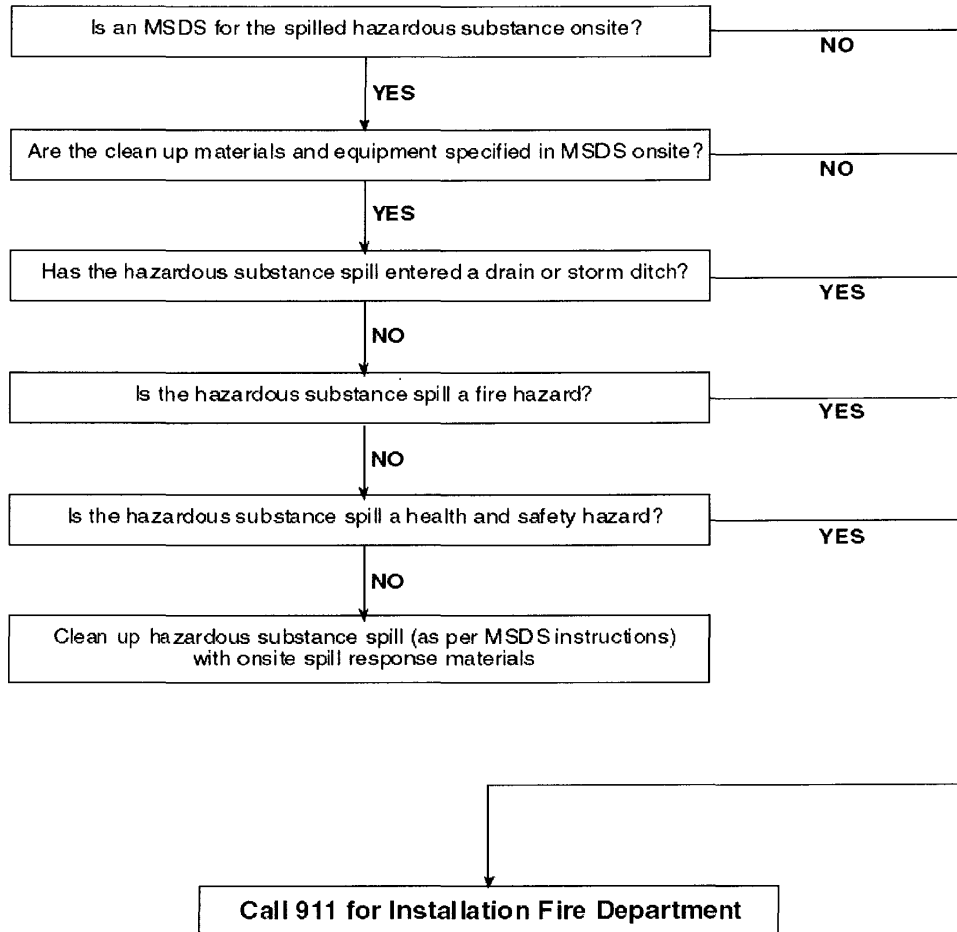 Is an MSDS for the spilled hazardous substance onsite?
NO
YES
Are the clean up materials and equipment specified in MSDS onsite?
NO
YES
Has the hazardous substance spill entered a drain or storm ditch?
YES
NO
Is the hazardous substance spill a fire hazard?
YES
NO
Is the hazardous substance spill a health and safety hazard?
YES
NO
Clean up hazardous substance spill (as per MSDS instructions)
with onsite spill response materials
Call 911 for Installation Fire Department